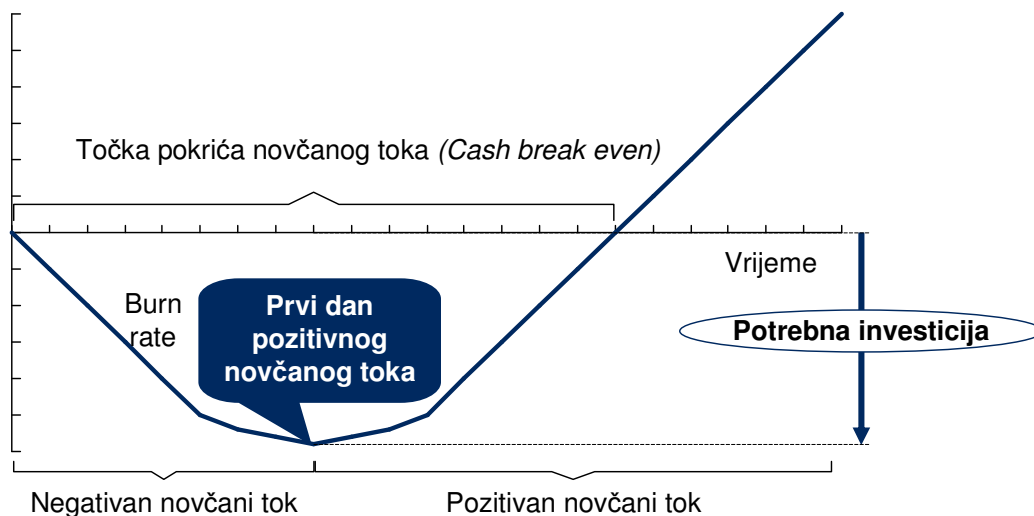 Točka pokrića novčanog toka (Cash break even)
Vrijeme
Burn
rate
Prvi dan
pozitivnog
novčanog toka
Potrebna investicija
Negativan novčani tok
Pozitivan novčani tok